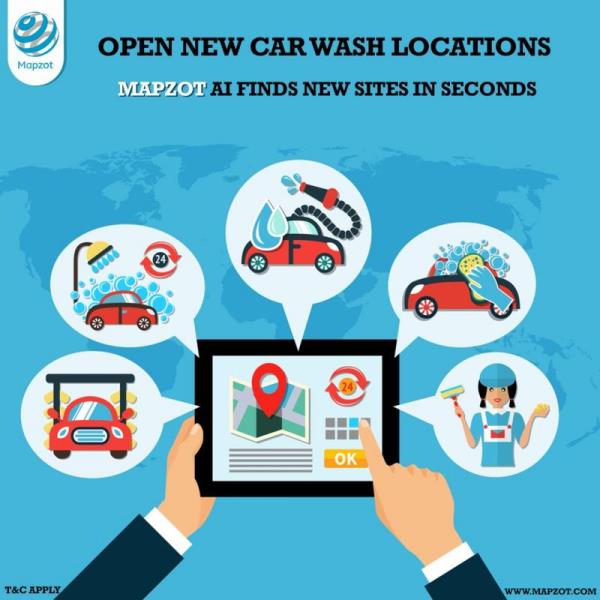 Mapzot
OPEN NEW CAR WASH LOCATIONS
MAPZOT AI FINDS NEW SITES IN SECONDS
24
24
OK
T&C APPLY
WWW.MAPZOT.COM